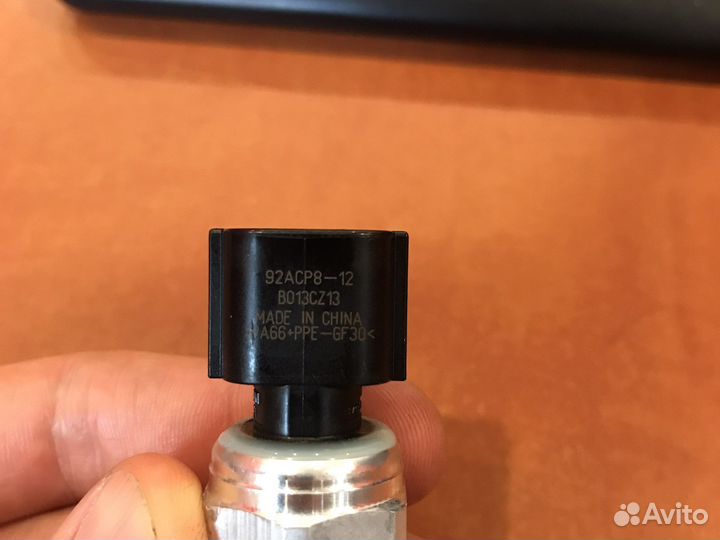 92ACP8-12
B013CZ13
MADE IN CHINA
A66+PPE-GF30<
Avito